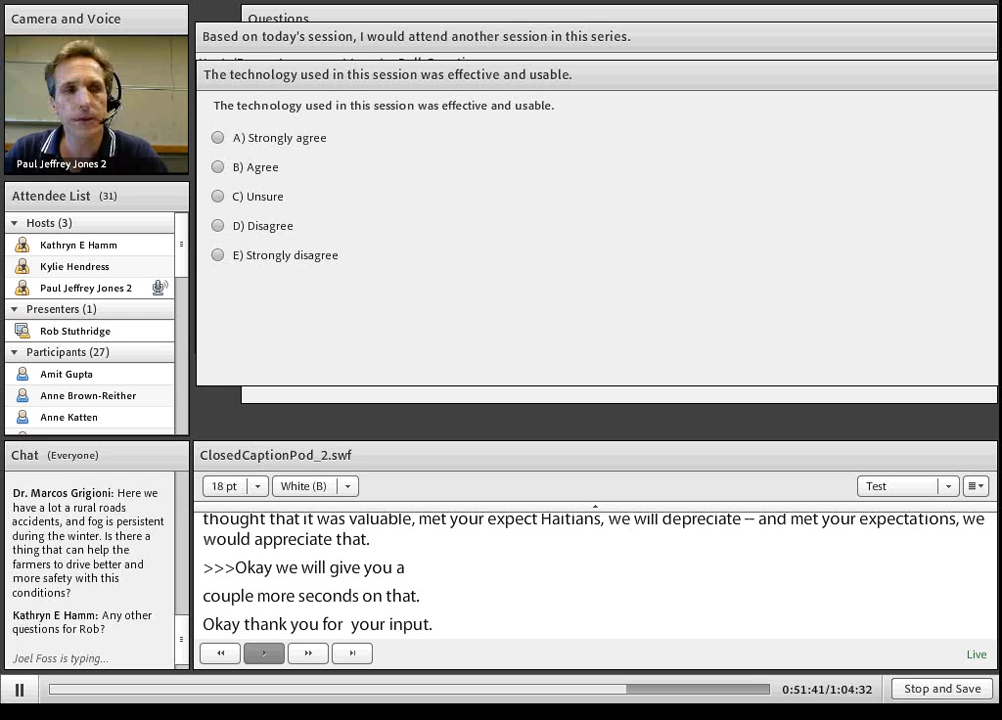 Camera and Voice
Paul Jeffrey Jones 2
Attendee List (31)
Hosts (3)
Kathryn E Hamm
Kylie Hendress
Paul Jeffrey Jones 2
Presenters (1)
Rob Stuthridge
Participants (27)
Amit Gupta
Anne Brown-Reither
Anne Katten
Chat (Everyone)
Dr. Marcos Grigioni: Here we
have a lot a rural roads
accidents, and fog is persistent
during the winter. Is there a
thing that can help the
farmers to drive better and
more safety with this
conditions?
Kathryn E Hamm: Any other
questions for Rob?
Joel Foss is typing...
Questions
Based on today's session, I would attend another session in this series.
The technology used in this session was effective and usable.
The technology used in this session was effective and usable.
A) Strongly agree
B) Agree
C) Unsure
D) Disagree
E) Strongly disagree
ClosedCaptionPod_2.swf
18 pt
White (B)
Test
thought that it was valuable, met your expect Haitians, we will depreciate -- and met your expectations, we
would appreciate that.
>>>Okay we will give you a
couple more seconds on that.
Okay thank you for your input.
Live
0:51:41/1:04:32
Stop and Save